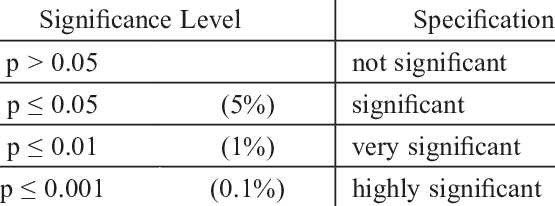 Significance Level Specification
p > 0.05 not significant
p ≤ 0.05 (5%) significant
p ≤ 0.01 (1%) very significant
p ≤ 0.001 (0.1%) highly significant